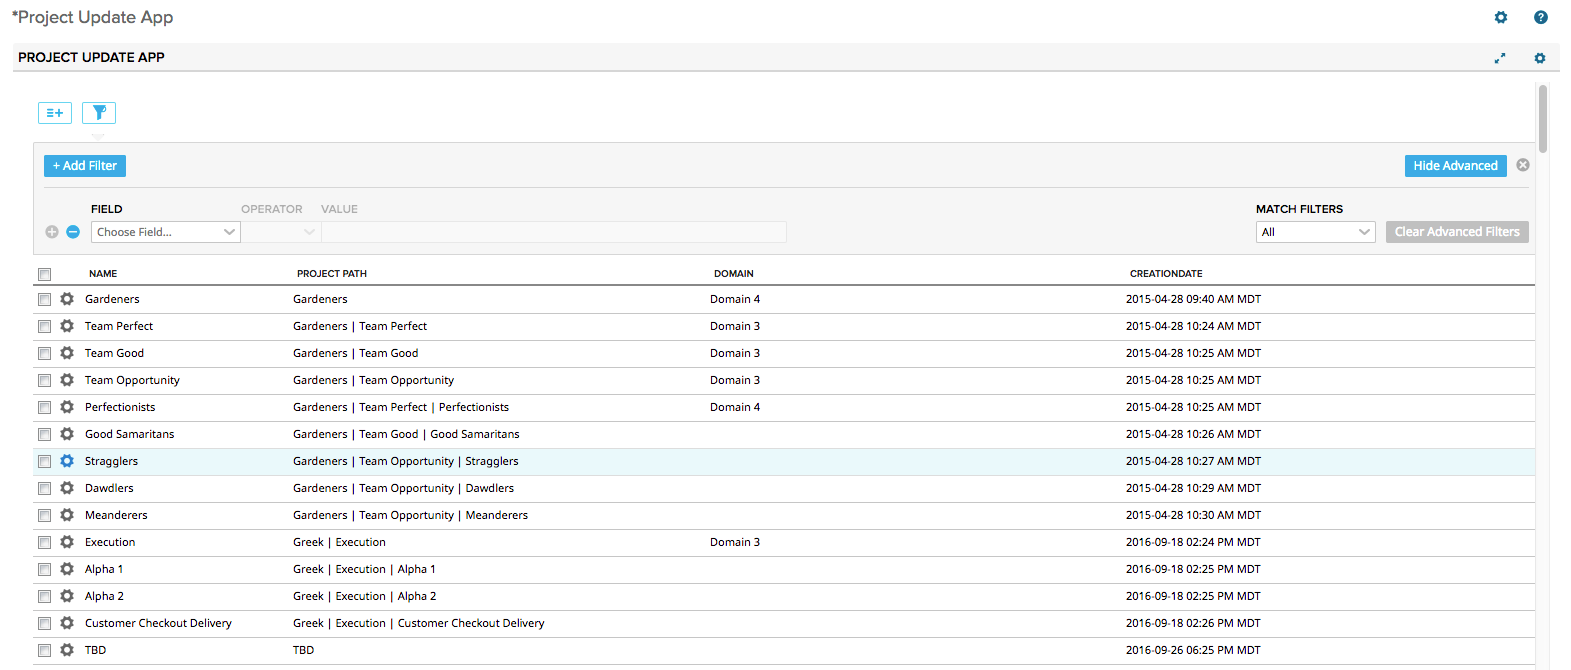 *Project Update App
PROJECT UPDATE APP
+ Add Filter
Hide Advanced
FIELD OPERATOR VALUE MATCH FILTERS
Choose Field... All Clear Advanced Filters
NAME PROJECT PATH DOMAIN CREATIONDATE
Gardeners Gardeners Domain 4 2015-04-28 09:40 AM MDT
Team Perfect Gardeners | Team Perfect Domain 3 2015-04-28 10:24 AM MDT
Team Good Gardeners | Team Good Domain 3 2015-04-28 10:25 AM MDT
Team Opportunity Gardeners | Team Opportunity Domain 3 2015-04-28 10:25 AM MDT
Perfectionists Gardeners | Team Perfect | Perfectionists Domain 4 2015-04-28 10:25 AM MDT
Good Samaritans Gardeners | Team Good | Good Samaritans 2015-04-28 10:26 AM MDT
Stragglers Gardeners | Team Opportunity | Stragglers 2015-04-28 10:27 AM MDT
Dawdlers Gardeners | Team Opportunity | Dawdlers 2015-04-28 10:29 AM MDT
Meanderers Gardeners | Team Opportunity | Meanderers 2015-04-28 10:30 AM MDT
Execution Greek | Execution Domain 3 2016-09-18 02:24 PM MDT
Alpha 1 Greek | Execution | Alpha 1 2016-09-18 02:25 PM MDT
Alpha 2 Greek | Execution | Alpha 2 2016-09-18 02:25 PM MDT
Customer Checkout Delivery Greek | Execution | Customer Checkout Delivery 2016-09-18 02:26 PM MDT
TBD TBD 2016-09-26 06:25 PM MDT